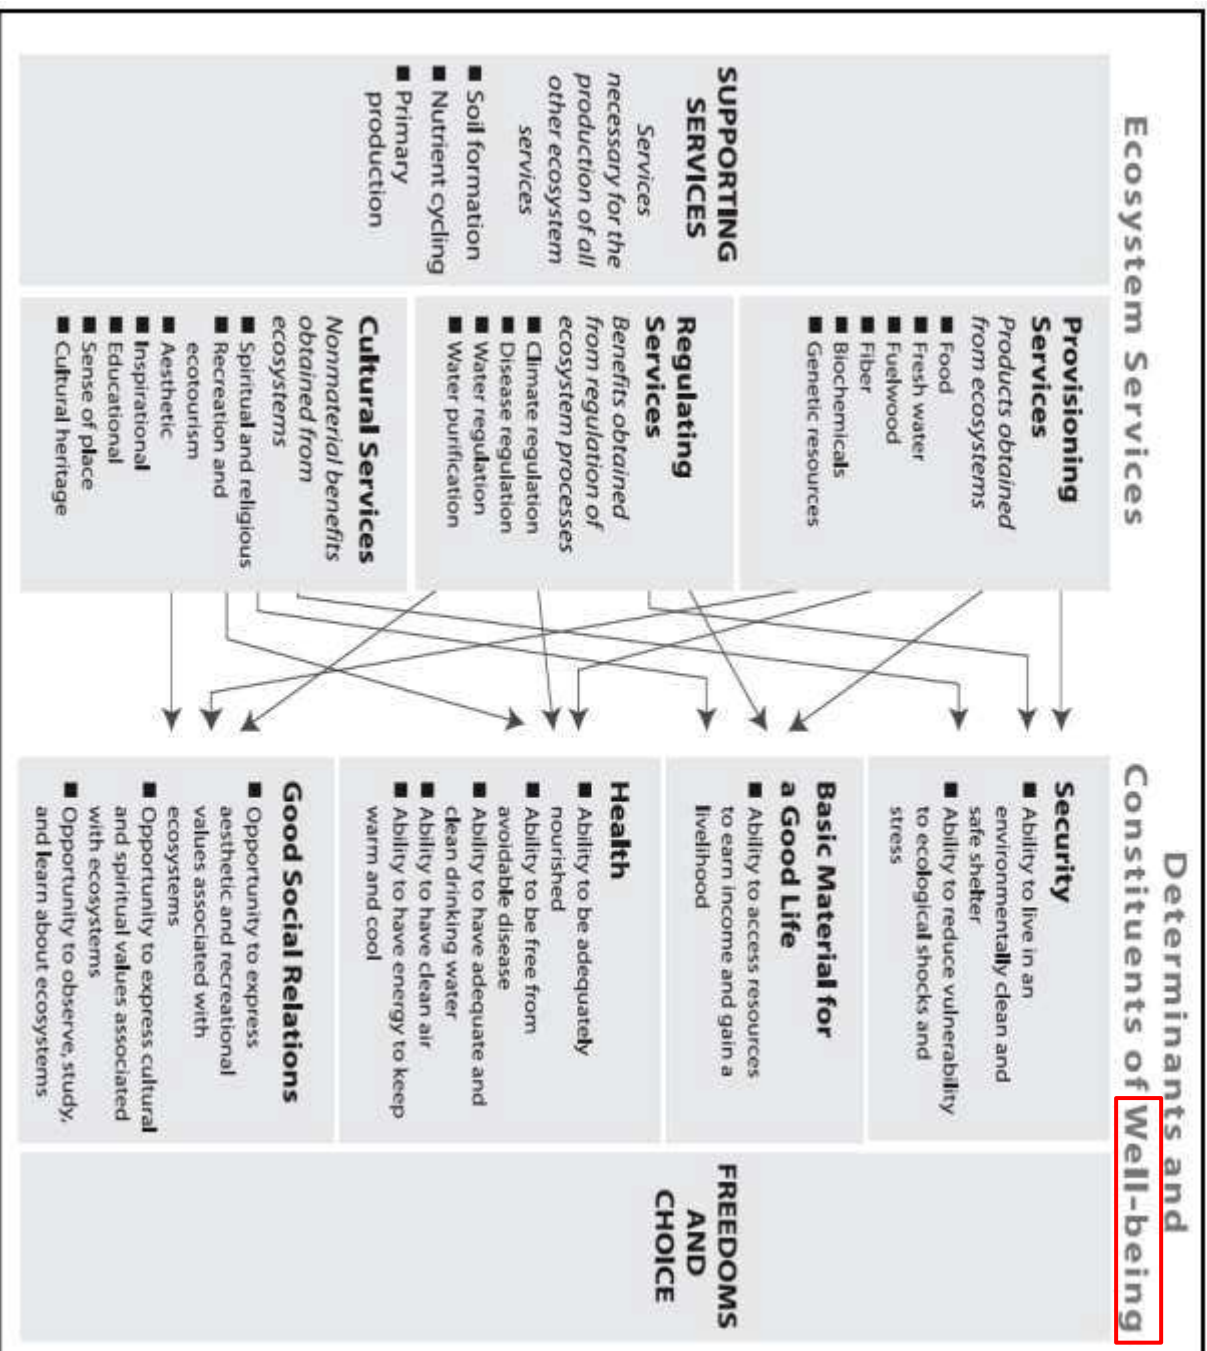 Ecosystem Services
SUPPORTING
SERVICES
Services
necessary for the
production of all
other ecosystem
services
■ Soil formation
■ Nutrient cycling
■ Primary
production
Provisioning
Services
Products obtained
from ecosystems
■ Food
■ Fresh water
■ Fuelwood
■ Fiber
■ Biochemicals
■ Genetic resources
Regulating
Services
Benefits obtained
from regulation of
ecosystem processes
■ Climate regulation
■ Disease regulation
■ Water regulation
■ Water purification
Cultural Services
Nonmaterial benefits
obtained from
ecosystems
■ Spiritual and religious
■ Recreation and
ecotourism
■ Aesthetic
■ Inspirational
■ Educational
■ Sense of place
■ Cultural heritage
Determinants and
Constituents of Well-being
Security
■ Ability to live in an
environmentally clean and
safe shelter
■ Ability to reduce vulnerability
to ecological shocks and
stress
Basic Material for
a Good Life
■ Ability to access resources
to earn income and gain a
livelihood
Health
■ Ability to be adequately
nourished
■ Ability to be free from
avoidable disease
■ Ability to have adequate and
clean drinking water
■ Ability to have clean air
■ Ability to have energy to keep
warm and cool
Good Social Relations
■ Opportunity to express
aesthetic and recreational
values associated with
ecosystems
■ Opportunity to express cultural
and spiritual values associated
with ecosystems
■ Opportunity to observe, study,
and learn about ecosystems
FREEDOMS
AND
CHOICE